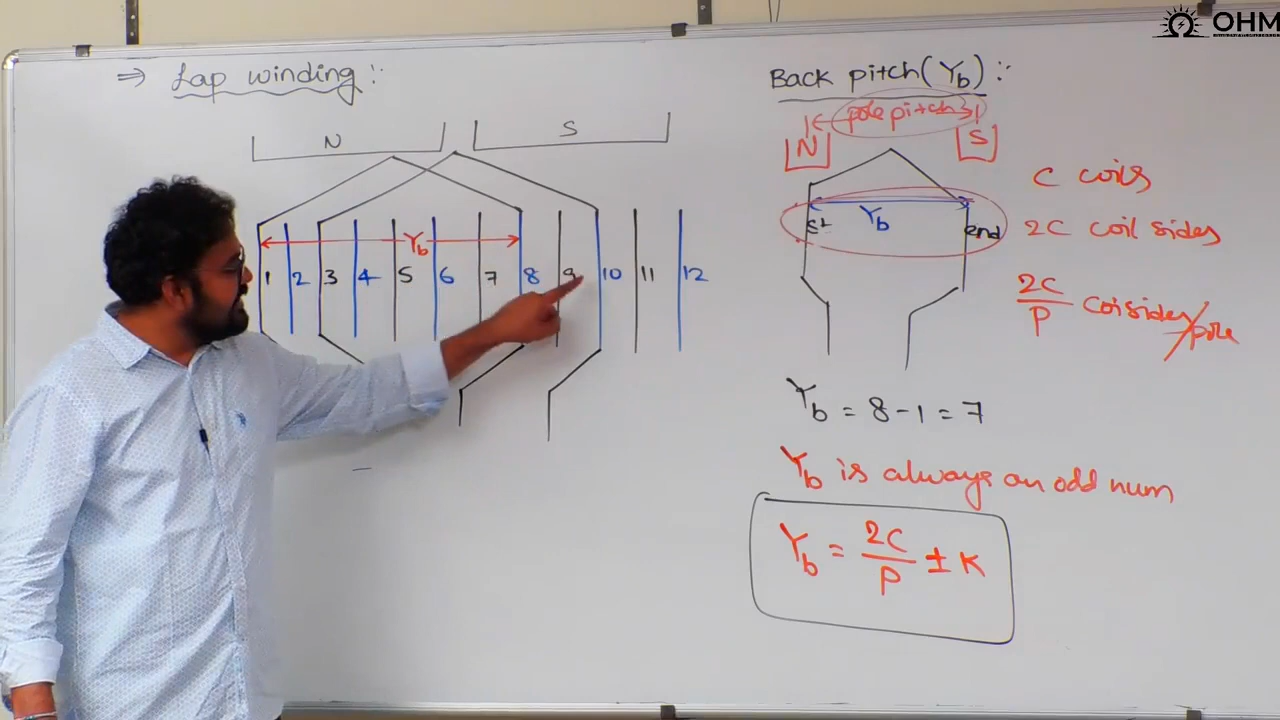 OHM
⇒ Lap winding :-
N S
Yb
1 2 3 4 5 6 7 8 9 10 11 12
Back pitch (Yb) :-
pole pitch
N S
Yb
st end
C coils
2C coil sides
2C/P coilsides/pole
Yb = 8-1 = 7
Yb is always an odd num
Yb = 2C/P ± K